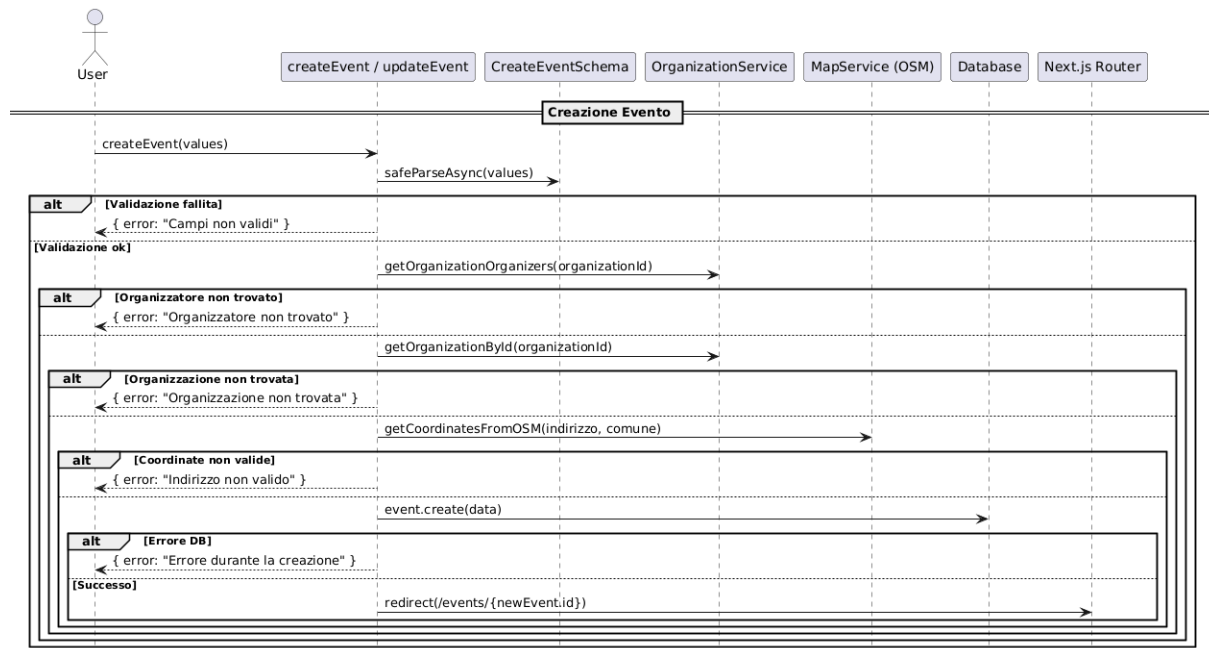 User
createEvent / updateEvent
CreateEventSchema
OrganizationService
MapService (OSM)
Database
Next.js Router
Creazione Evento
createEvent(values)
safeParseAsync(values)
alt [Validazione fallita]
{ error: "Campi non validi" }
[Validazione ok]
getOrganizationOrganizers(organizationId)
alt [Organizzatore non trovato]
{ error: "Organizzatore non trovato" }
getOrganizationById(organizationId)
alt [Organizzazione non trovata]
{ error: "Organizzazione non trovata" }
getCoordinatesFromOSM(indirizzo, comune)
alt [Coordinate non valide]
{ error: "Indirizzo non valido" }
event.create(data)
alt [Errore DB]
{ error: "Errore durante la creazione" }
[Successo]
redirect(/events/{newEvent.id})